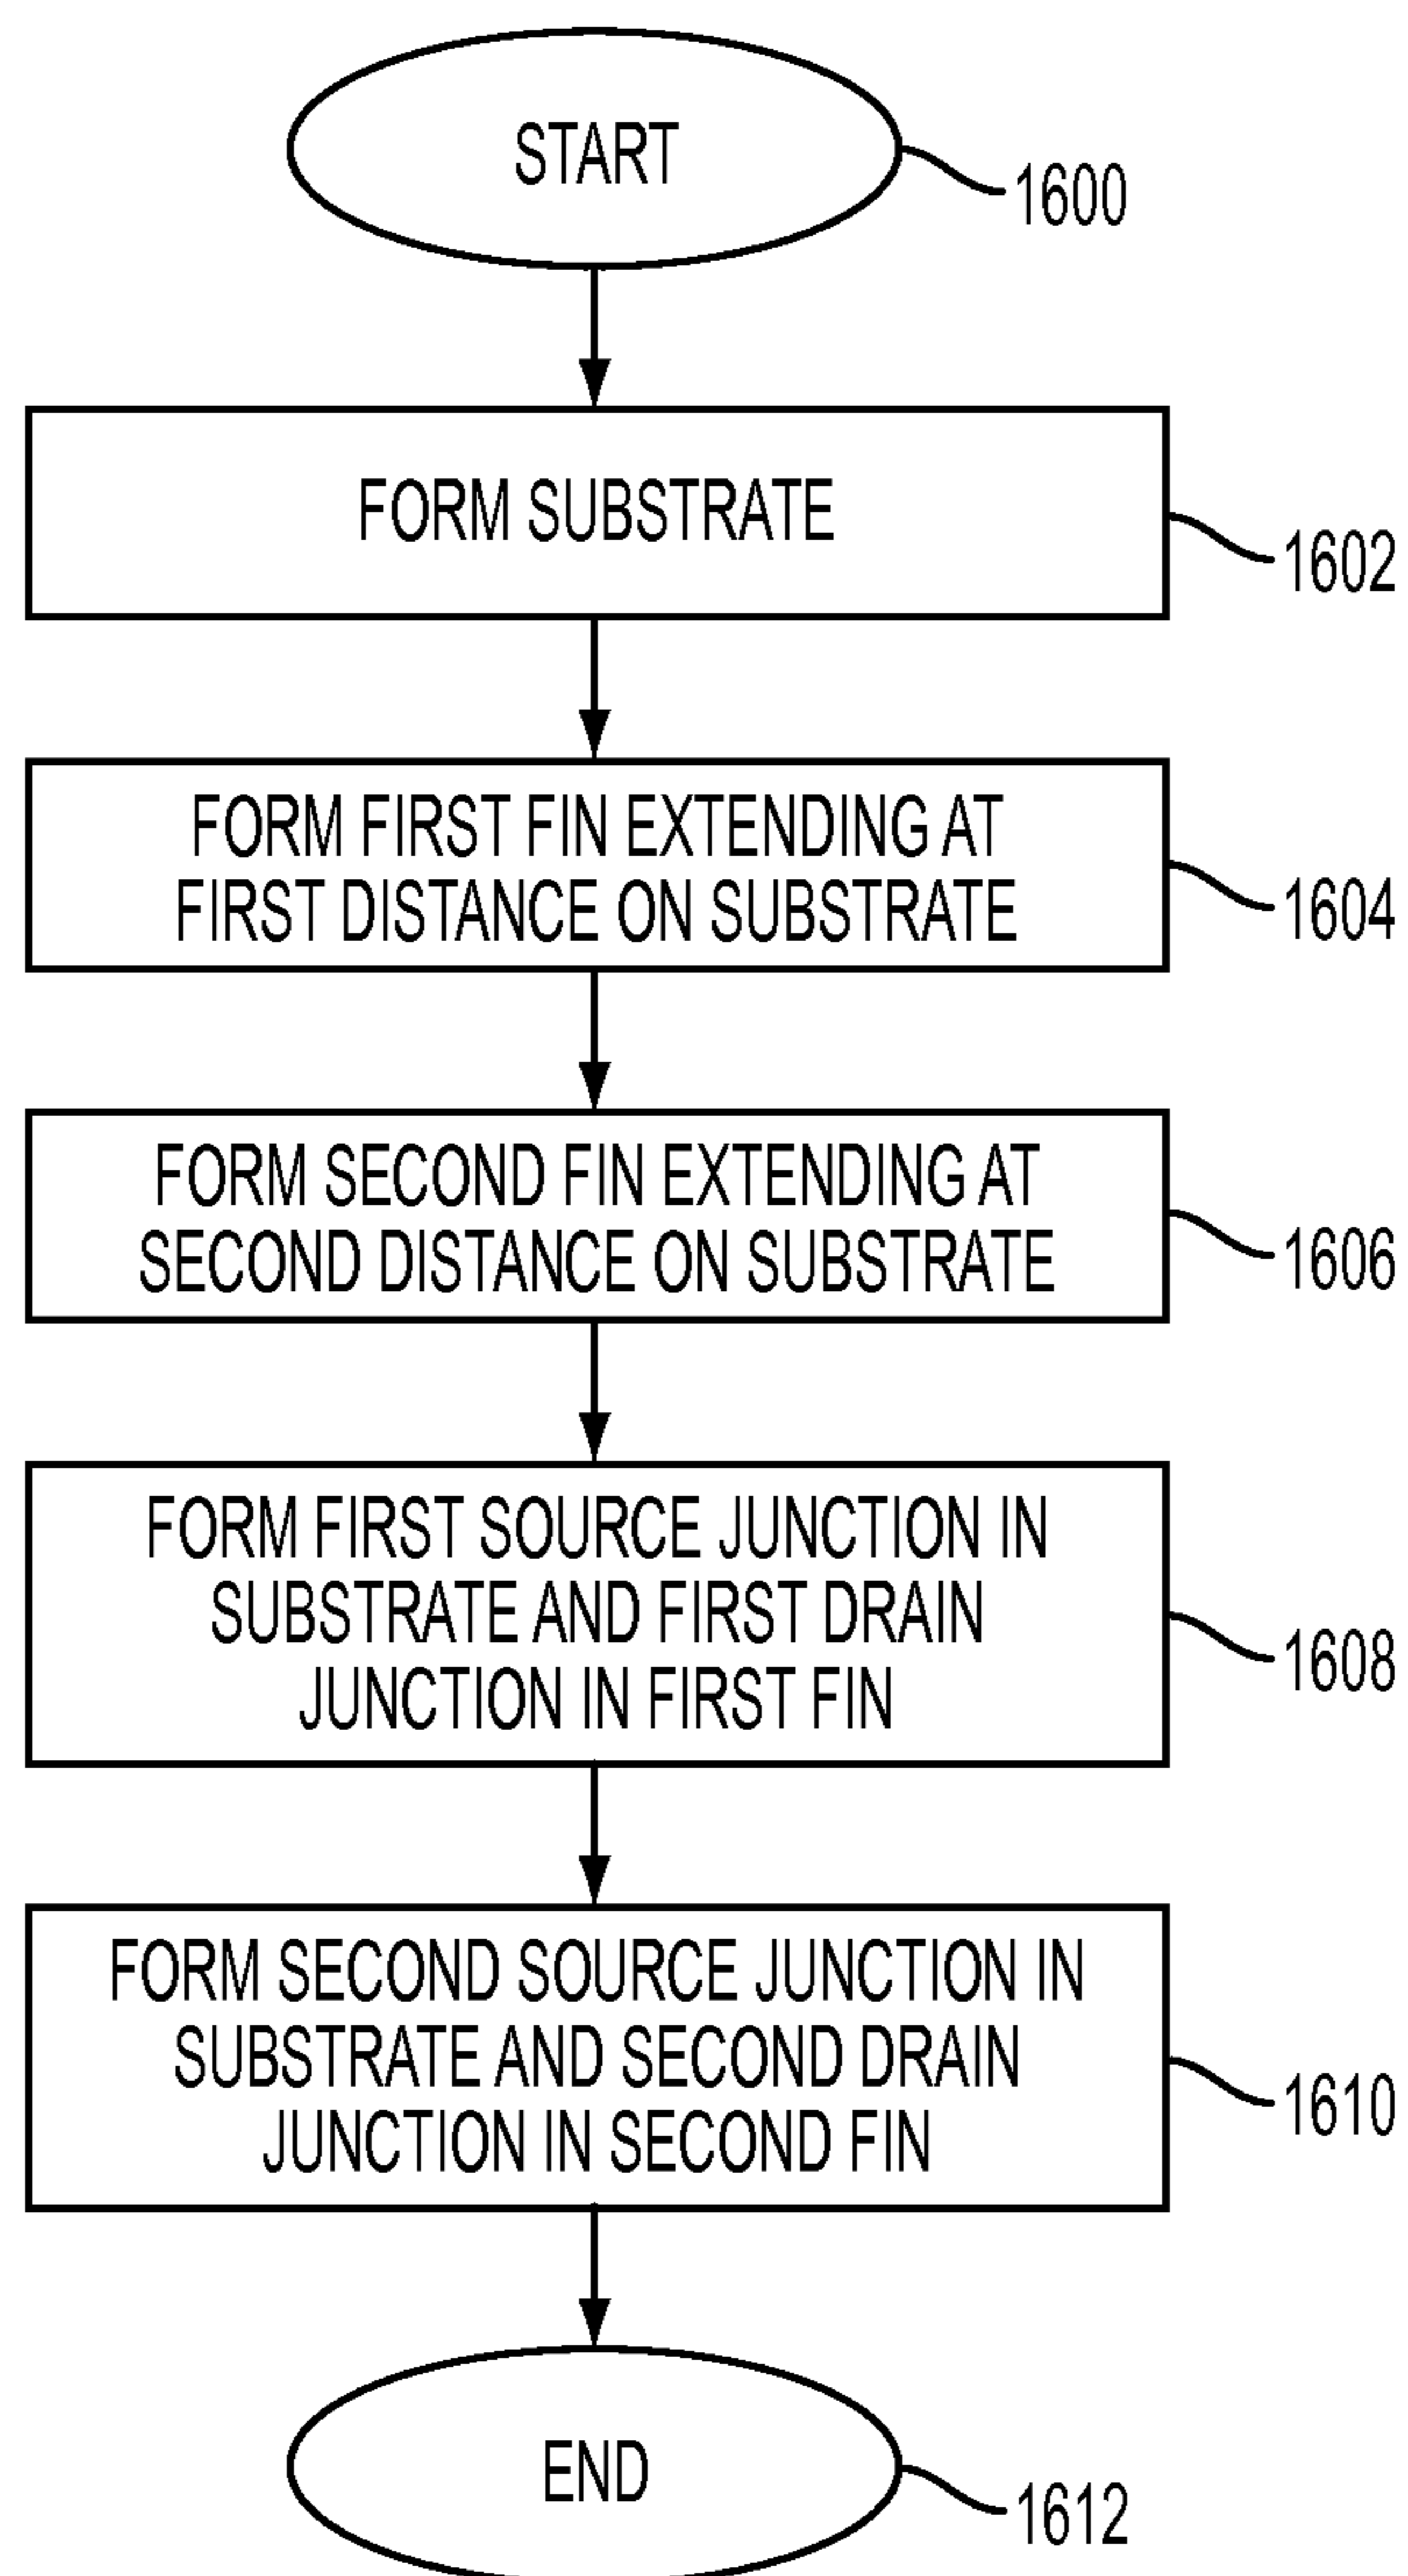 START
1600
FORM SUBSTRATE
1602
FORM FIRST FIN EXTENDING AT
FIRST DISTANCE ON SUBSTRATE
1604
FORM SECOND FIN EXTENDING AT
SECOND DISTANCE ON SUBSTRATE
1606
FORM FIRST SOURCE JUNCTION IN
SUBSTRATE AND FIRST DRAIN
JUNCTION IN FIRST FIN
1608
FORM SECOND SOURCE JUNCTION IN
SUBSTRATE AND SECOND DRAIN
JUNCTION IN SECOND FIN
1610
END
1612